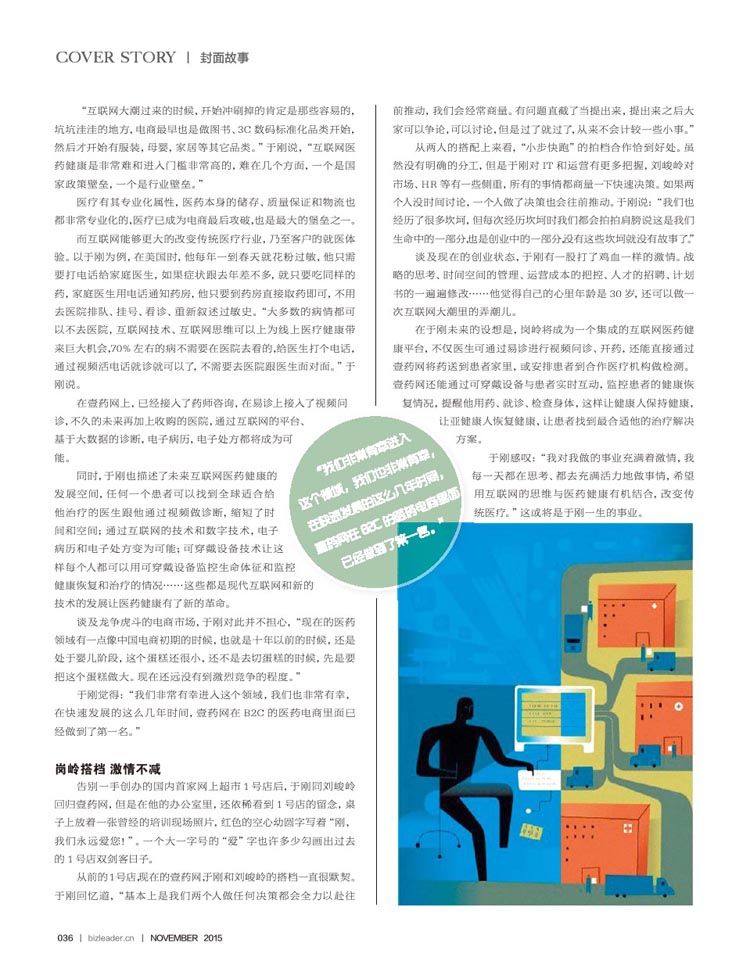 COVER STORY | 封面故事
“互联网大潮过来的时候，开始冲刷掉的肯定是那些容易的，
坑坑洼洼的地方，电商最早也是做图书、3C 数码标准化品类开始，
然后才开始有服装，母婴，家居等其它品类。”于刚说，“互联网医
药健康是非常难和进入门槛非常高的，难在几个方面，一个是国
家政策壁垒，一个是行业壁垒。”
医疗有其专业化属性，医药本身的储存、质量保证和物流也
都非常专业化的，医疗已成为电商最后攻破，也是最大的堡垒之一。
而互联网能够更大的改变传统医疗行业，乃至客户的就医体
验。以于刚为例，在美国时，他每年一到春天就花粉过敏，他只需
要打电话给家庭医生，如果症状跟去年差不多，就只要吃同样的
药，家庭医生用电话通知药房，他只要到药房直接取药即可，不用
去医院排队、挂号、看诊、重新叙述过敏史。“大多数的病情都可
以不去医院，互联网技术、互联网思维可以上为线上医疗健康带
来巨大机会，70% 左右的病不需要在医院去看的，给医生打个电话，
通过视频活电话就诊就可以了，不需要去医院跟医生面对面。”于
刚说。
在壹药网上，已经接入了药师咨询，在易诊上接入了视频问
诊，不久的未来再加上收购的医院，通过互联网的平台、
基于大数据的诊断，电子病历，电子处方都将成为可
能。
同时，于刚也描述了未来互联网医药健康的
发展空间，任何一个患者可以找到全球适合给
他治疗的医生跟他通过视频做诊断，缩短了时
间和空间；通过互联网的技术和数字技术，电子
病历和电子处方变为可能；可穿戴设备技术让这
样每个人都可以用可穿戴设备监控生命体征和监控
健康恢复和治疗的情况……这些都是现代互联网和新的
技术的发展让医药健康有了新的革命。
谈及龙争虎斗的电商市场，于刚对此并不担心，“现在的医药
领域有一点像中国电商初期的时候，也就是十年以前的时候，还是
处于婴儿阶段，这个蛋糕还很小，还不是去切蛋糕的时候，先是要
把这个蛋糕做大。现在还远没有到激烈竞争的程度。”
于刚觉得：“我们非常有幸进入这个领域，我们也非常有幸，
在快速发展的这么几年时间，壹药网在 B2C 的医药电商里面已
经做到了第一名。”
岗岭搭档 激情不减
告别一手创办的国内首家网上超市 1 号店后，于刚同刘峻岭
回归壹药网，但是在他的办公室里，还依稀看到 1 号店的留念，桌
子上放着一张曾经的培训现场照片，红色的空心幼圆字写着“刚，
我们永远爱您！”。一个大一字号的“爱”字也许多少勾画出过去
的 1 号店双剑客日子。
从前的1号店，现在的壹药网，于刚和刘峻岭的搭档一直很默契。
于刚回忆道，“基本上是我们两个人做任何决策都会全力以赴往
前推动，我们会经常商量。有问题直截了当提出来，提出来之后大
家可以争论，可以讨论，但是过了就过了，从来不会计较一些小事。”
从两人的搭配上来看，“小步快跑”的拍档合作恰到好处。虽
然没有明确的分工，但是于刚对 IT 和运营有更多把握，刘峻岭对
市场、HR 等有一些侧重，所有的事情都商量一下快速决策。如果两
个人没时间讨论，一个人做了决策也会往前推动。于刚说：“我们也
经历了很多坎坷，但每次经历坎坷时我们都会拍拍肩膀说这是我们
生命中的一部分，也是创业中的一部分，没有这些坎坷就没有故事了。”
谈及现在的创业状态，于刚有一股打了鸡血一样的激情。战
略的思考、时间空间的管理、运营成本的把控、人才的招聘、计划
书的一遍遍修改……他觉得自己的心里年龄是 30 岁，还可以做一
次互联网大潮里的弄潮儿。
在于刚未来的设想是，岗岭将成为一个集成的互联网医药健
康平台，不仅医生可通过易诊进行视频问诊、开药，还能直接通过
壹药网将药送到患者家里，或安排患者到合作医疗机构做检测。
壹药网还能通过可穿戴设备与患者实时互动，监控患者的健康恢
复情况，提醒他用药、就诊、检查身体，这样让健康人保持健康，
让亚健康人恢复健康，让患者找到最合适他的治疗解决
方案。
于刚感叹：“我对我做的事业充满着激情，我
每一天都在思考、都去充满活力地做事情，希望
用互联网的思维与医药健康有机结合，改变传
统医疗。”这或将是于刚一生的事业。
“我们非常有幸进入
这个领域，我们也非常有幸，
在快速发展的这么几年时间，
壹药网在 B2C 的医药电商里面
已经做到了第一名。”
036 | bizleader.cn | NOVEMBER 2015